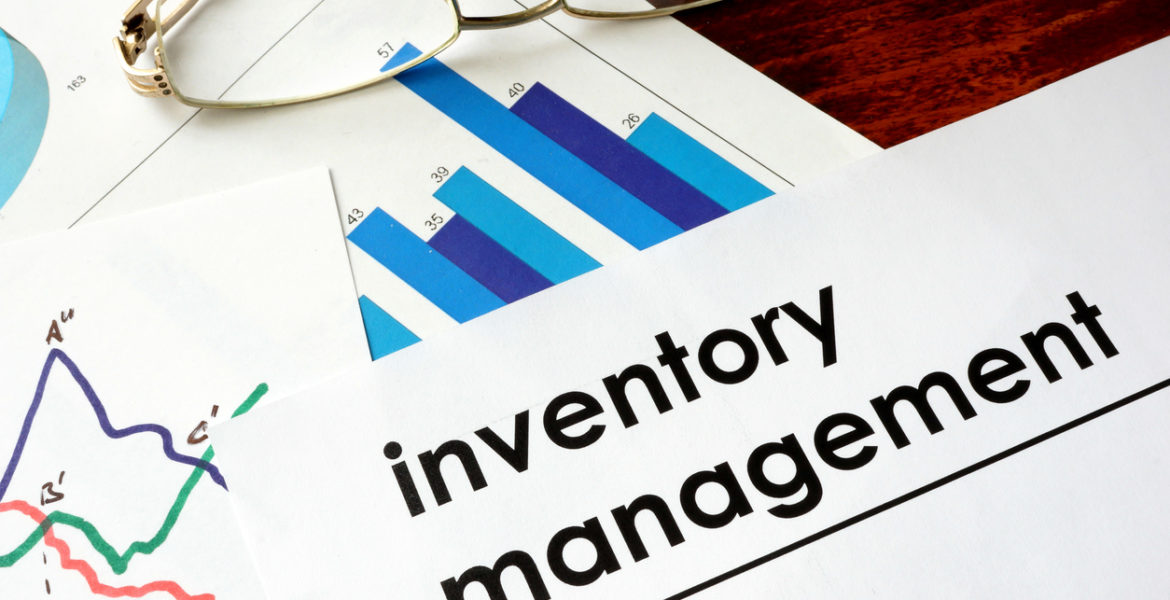 163
57
40
26
43
35
39
A"
B'
C'
inventory
management